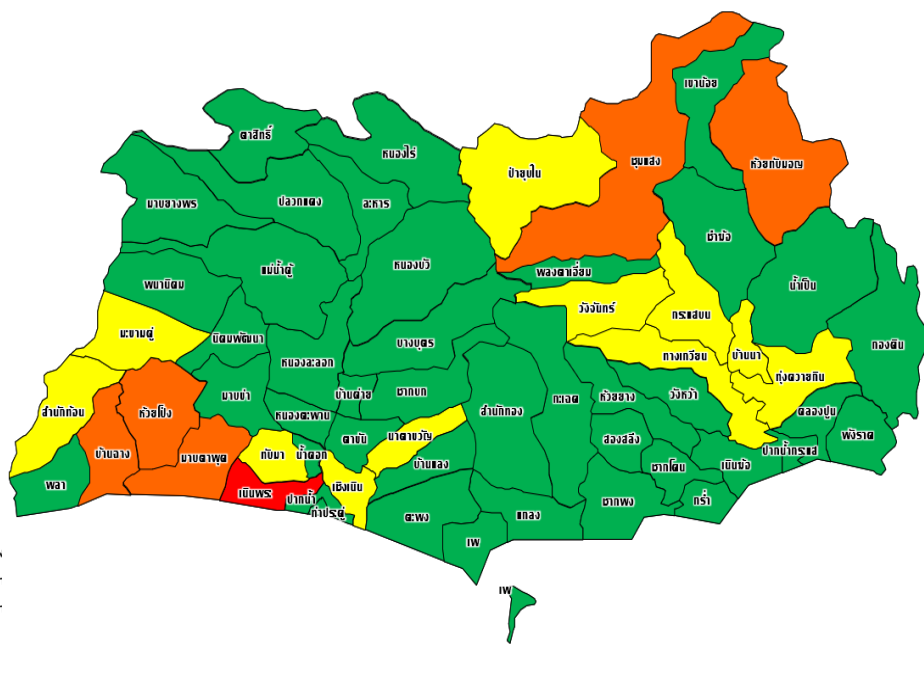 เขาน้อย
ตาสิทธิ์
หนองไร่
ชุมแสง
ห้วยทับมอญ
ป่ายุบใน
มาบยางพร
ปลวกแดง
ละหาร
ชำฆ้อ
แม่น้ำคู้
หนองบัว
พลงตาเอี่ยม
พนานิคม
น้ำเป็น
วังจันทร์
กระแสบน
มะขามคู่
นิคมพัฒนา
บางบุตร
กองดิน
ทางเกวียน
บ้านนา
หนองละลอก
ทุ่งควายกิน
มาบข่า
บ้านค่าย
ชากบก
ห้วยยาง
วังหว้า
กะเฉด
สำนักท้อน
ห้วยโป่ง
หนองตะพาน
สำนักทอง
คลองปูน
ตาขัน
นาตาขวัญ
สองสลึง
พังราด
บ้านฉาง
มาบตาพุด
ทับมา
น้ำคอก
บ้านแลง
ชากโดน
เนินฆ้อ
ปากน้ำกระแส
พลา
เนินพระ
ปากน้ำ
เชิงเนิน
ชากพง
กร่ำ
ท่าประดู่
ตะพง
แกลง
เพ
เพ